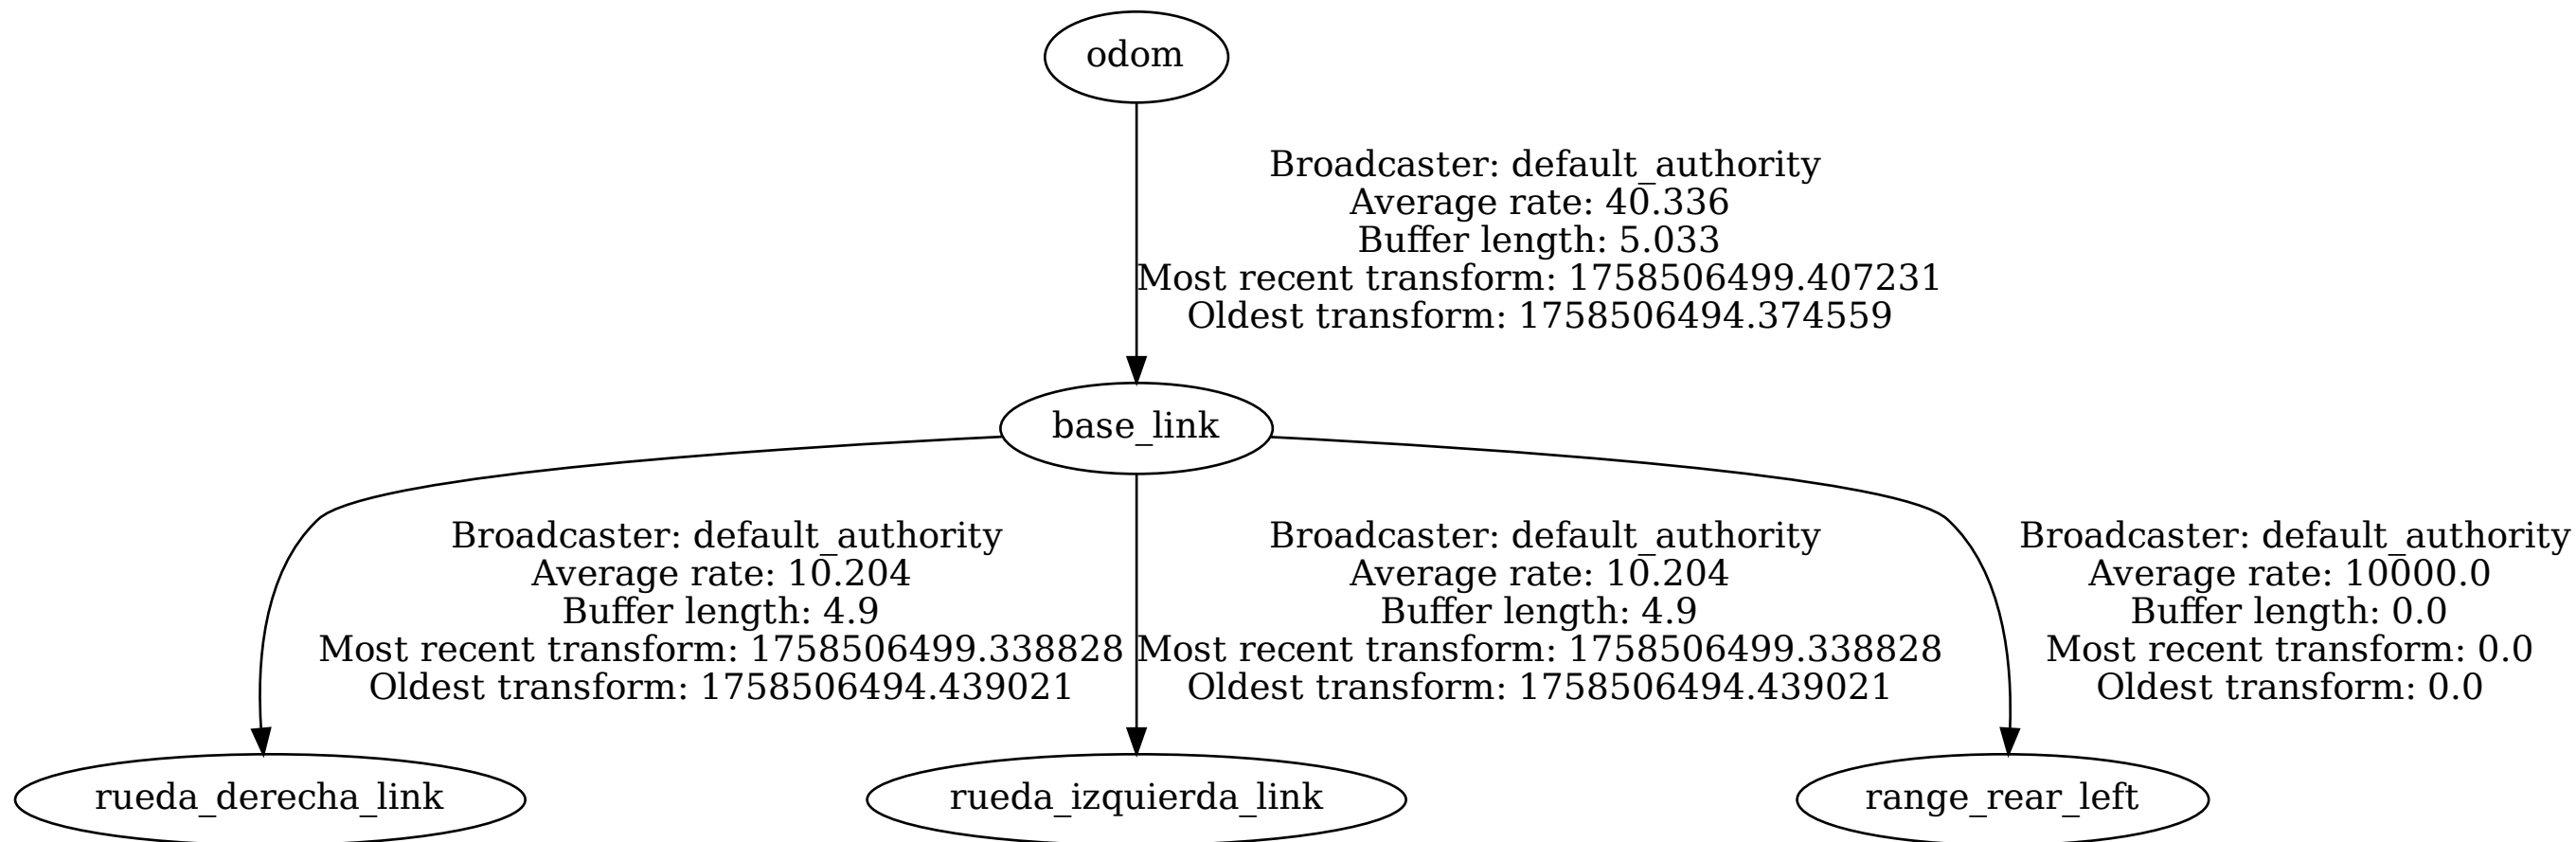 odom
Broadcaster: default_authority
Average rate: 40.336
Buffer length: 5.033
Most recent transform: 1758506499.407231
Oldest transform: 1758506494.374559
base_link
Broadcaster: default_authority
Average rate: 10.204
Buffer length: 4.9
Most recent transform: 1758506499.338828
Oldest transform: 1758506494.439021
Broadcaster: default_authority
Average rate: 10.204
Buffer length: 4.9
Most recent transform: 1758506499.338828
Oldest transform: 1758506494.439021
Broadcaster: default_authority
Average rate: 10000.0
Buffer length: 0.0
Most recent transform: 0.0
Oldest transform: 0.0
rueda_derecha_link
rueda_izquierda_link
range_rear_left